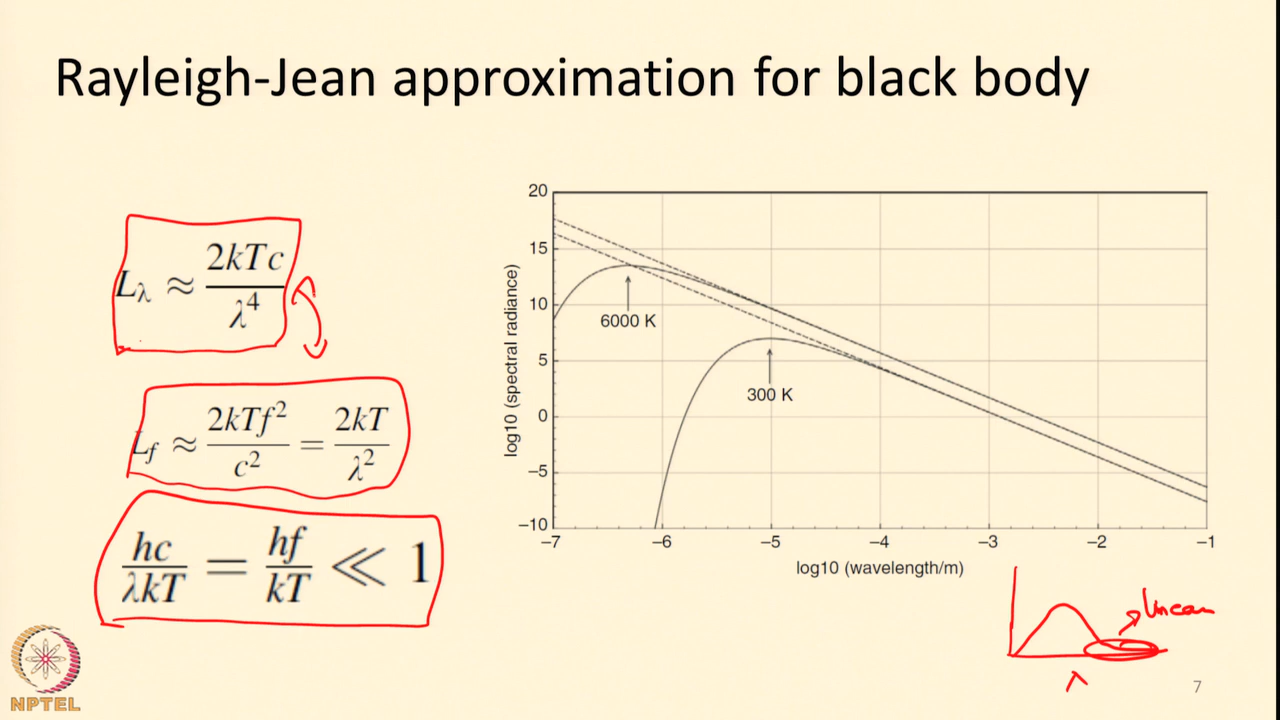 Rayleigh-Jean approximation for black body
L_λ ≈ 2kTc / λ^4
L_f ≈ 2kTf^2 / c^2 = 2kT / λ^2
hc / λkT = hf / kT ≪ 1
log10 (spectral radiance)
20
15
10
5
0
−5
−10
6000 K
300 K
−7 −6 −5 −4 −3 −2 −1
log10 (wavelength/m)
λ
NPTEL
7